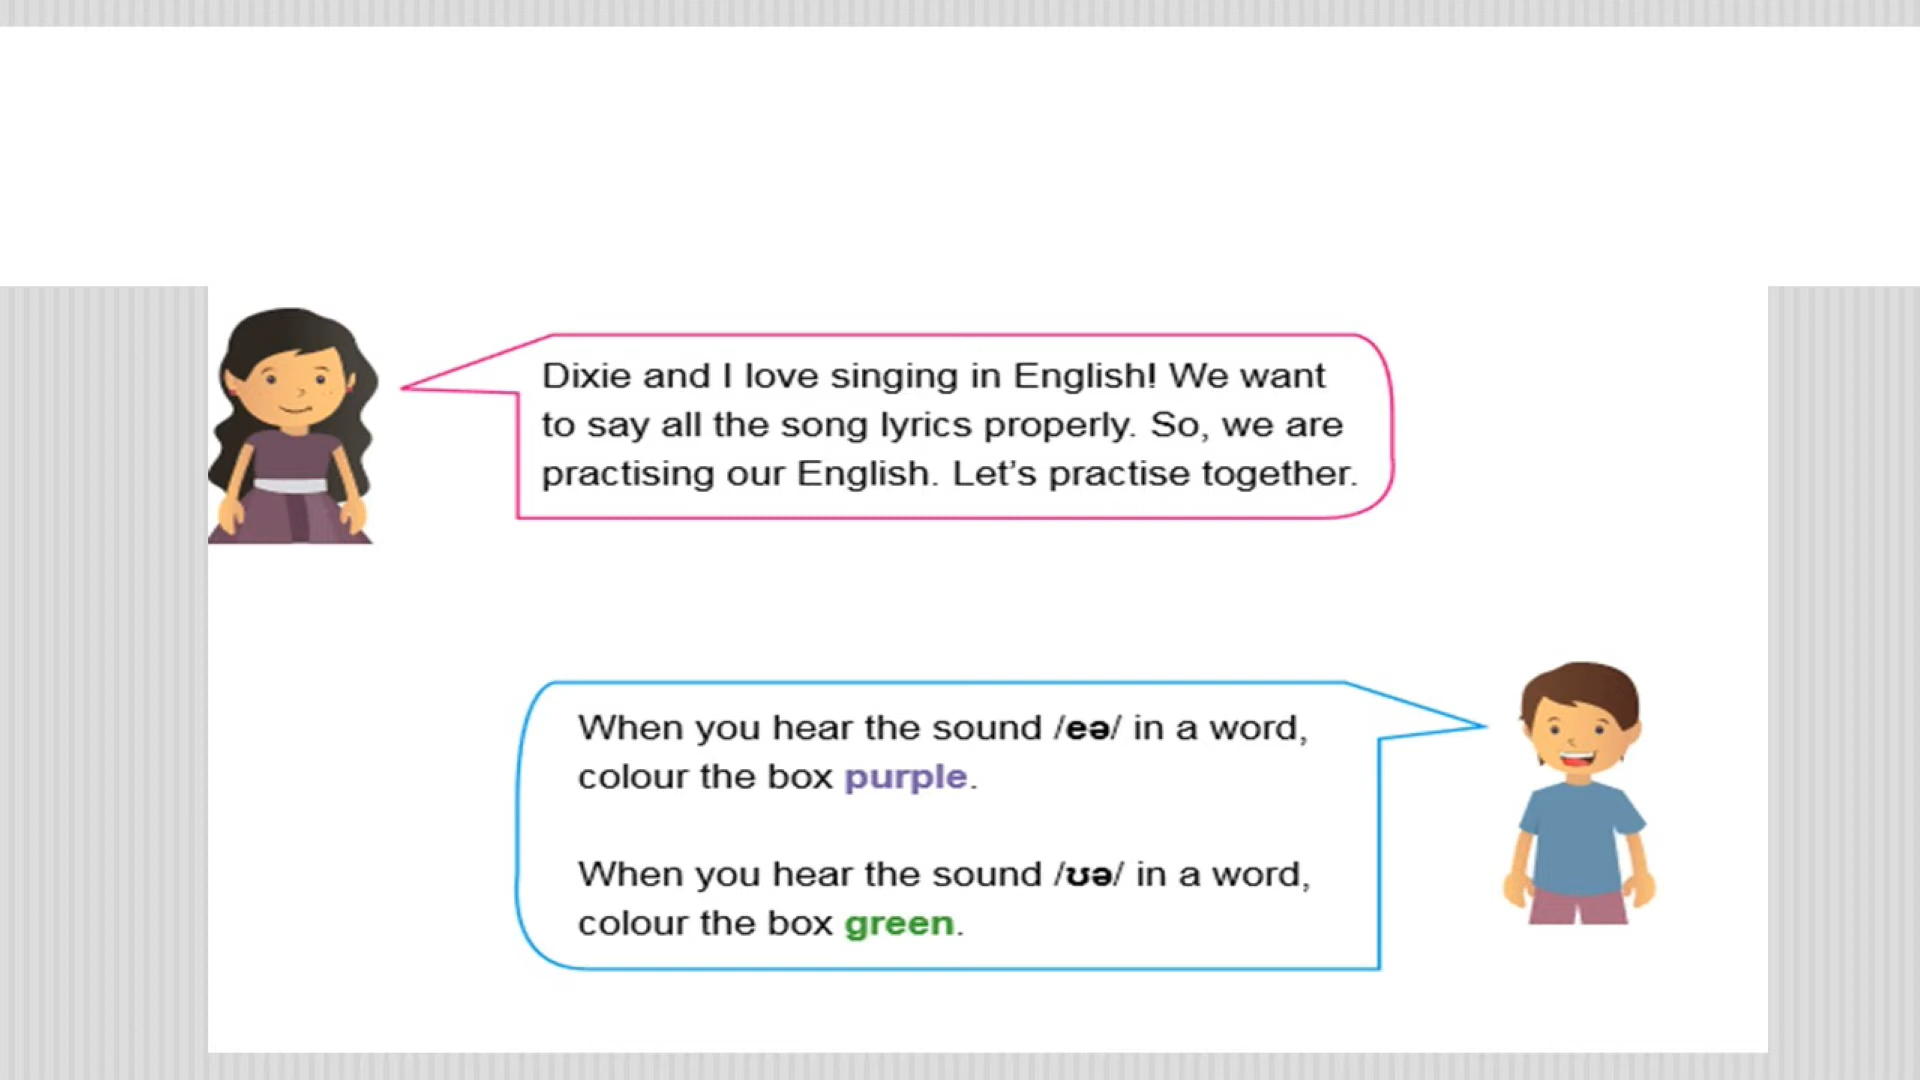 Dixie and I love singing in English! We want
to say all the song lyrics properly. So, we are
practising our English. Let’s practise together.
When you hear the sound /eə/ in a word,
colour the box purple.
When you hear the sound /ʊə/ in a word,
colour the box green.